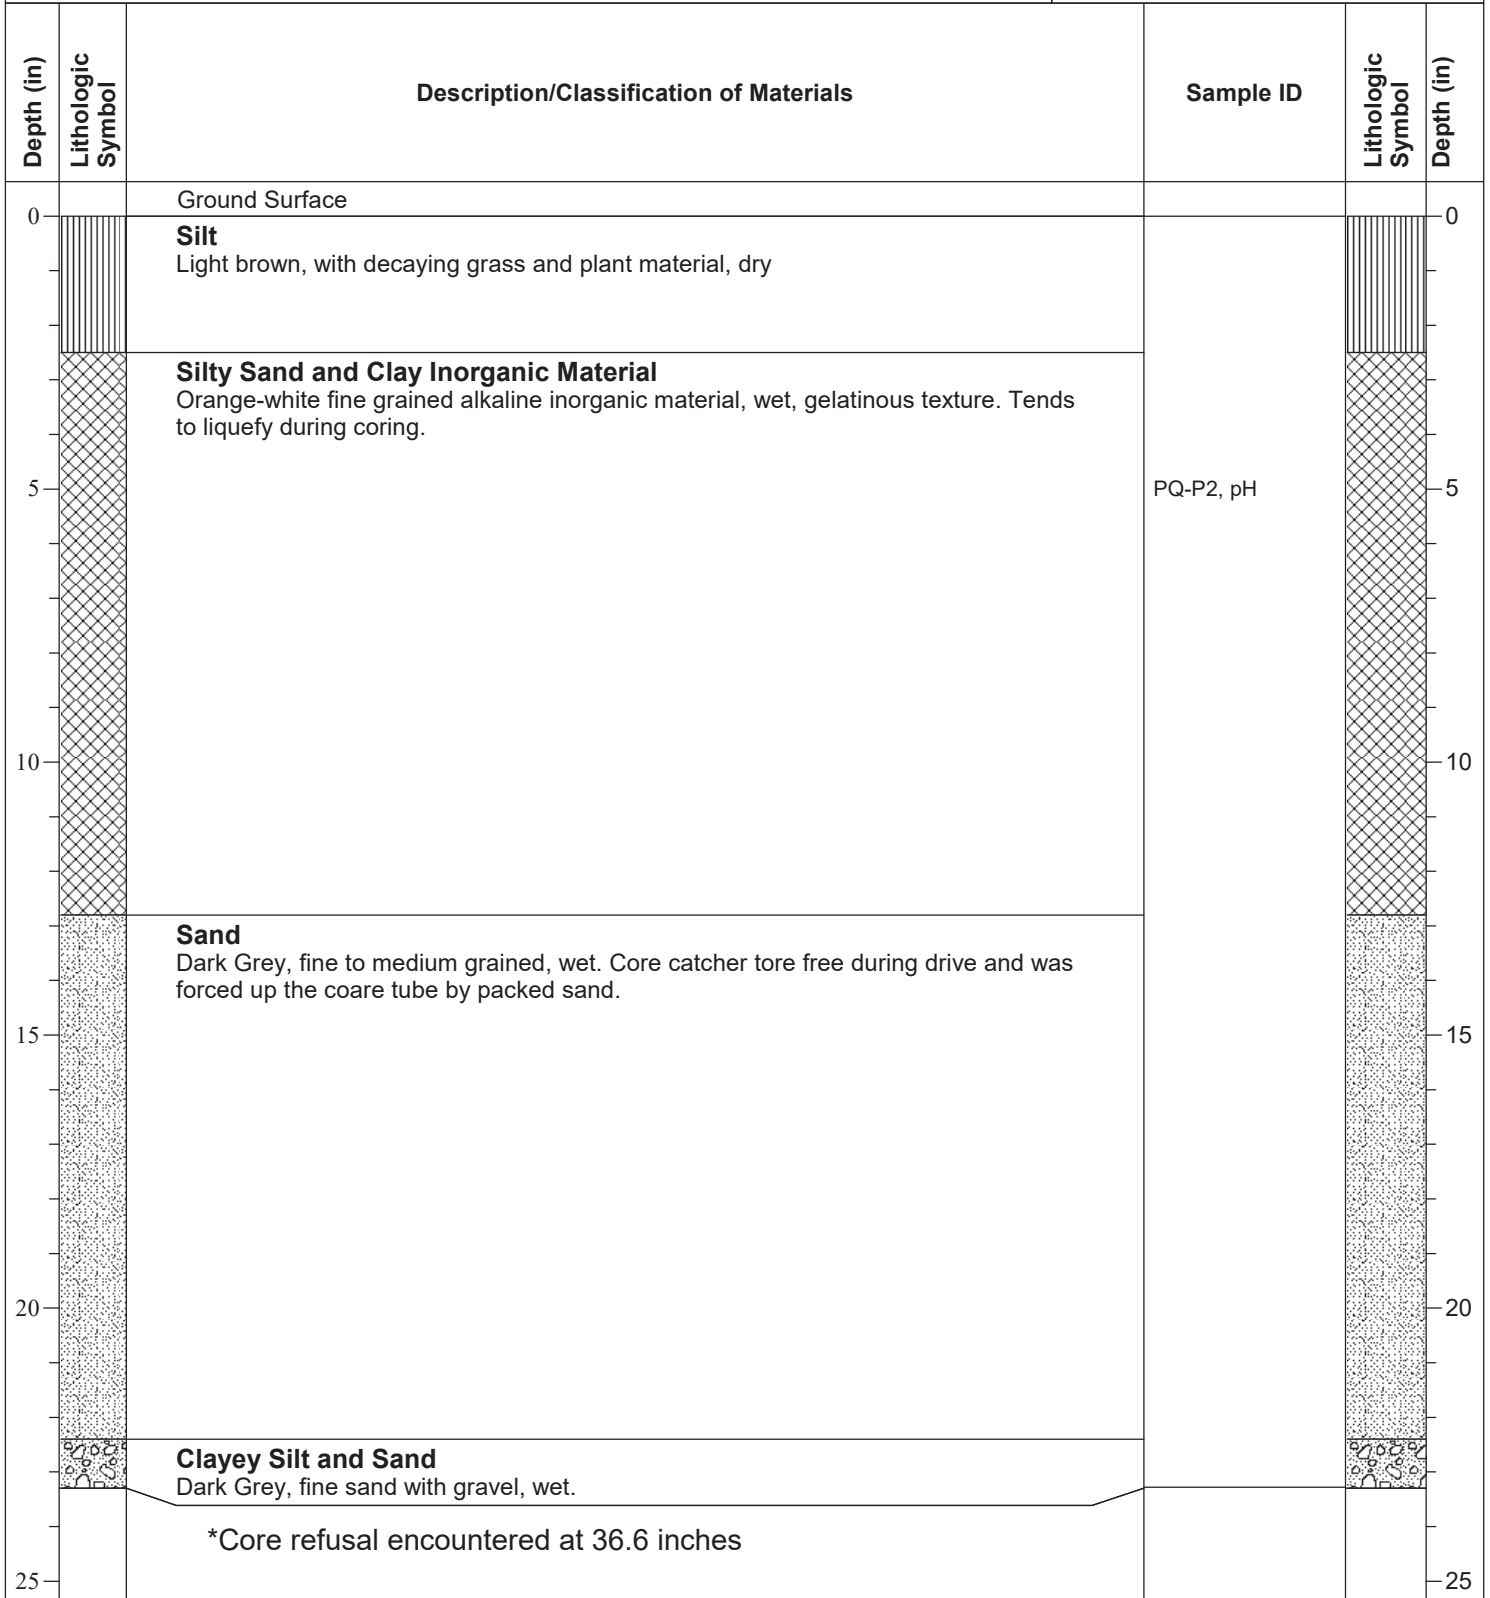 Depth (in)
Lithologic
Symbol
Description/Classification of Materials
Sample ID
Lithologic
Symbol
Depth (in)
Ground Surface
0
0
Silt
Light brown, with decaying grass and plant material, dry
Silty Sand and Clay Inorganic Material
Orange-white fine grained alkaline inorganic material, wet, gelatinous texture. Tends
to liquefy during coring.
5
PQ-P2, pH
5
10
10
Sand
Dark Grey, fine to medium grained, wet. Core catcher tore free during drive and was
forced up the coare tube by packed sand.
15
15
20
20
Clayey Silt and Sand
Dark Grey, fine sand with gravel, wet.
*Core refusal encountered at 36.6 inches
25
25